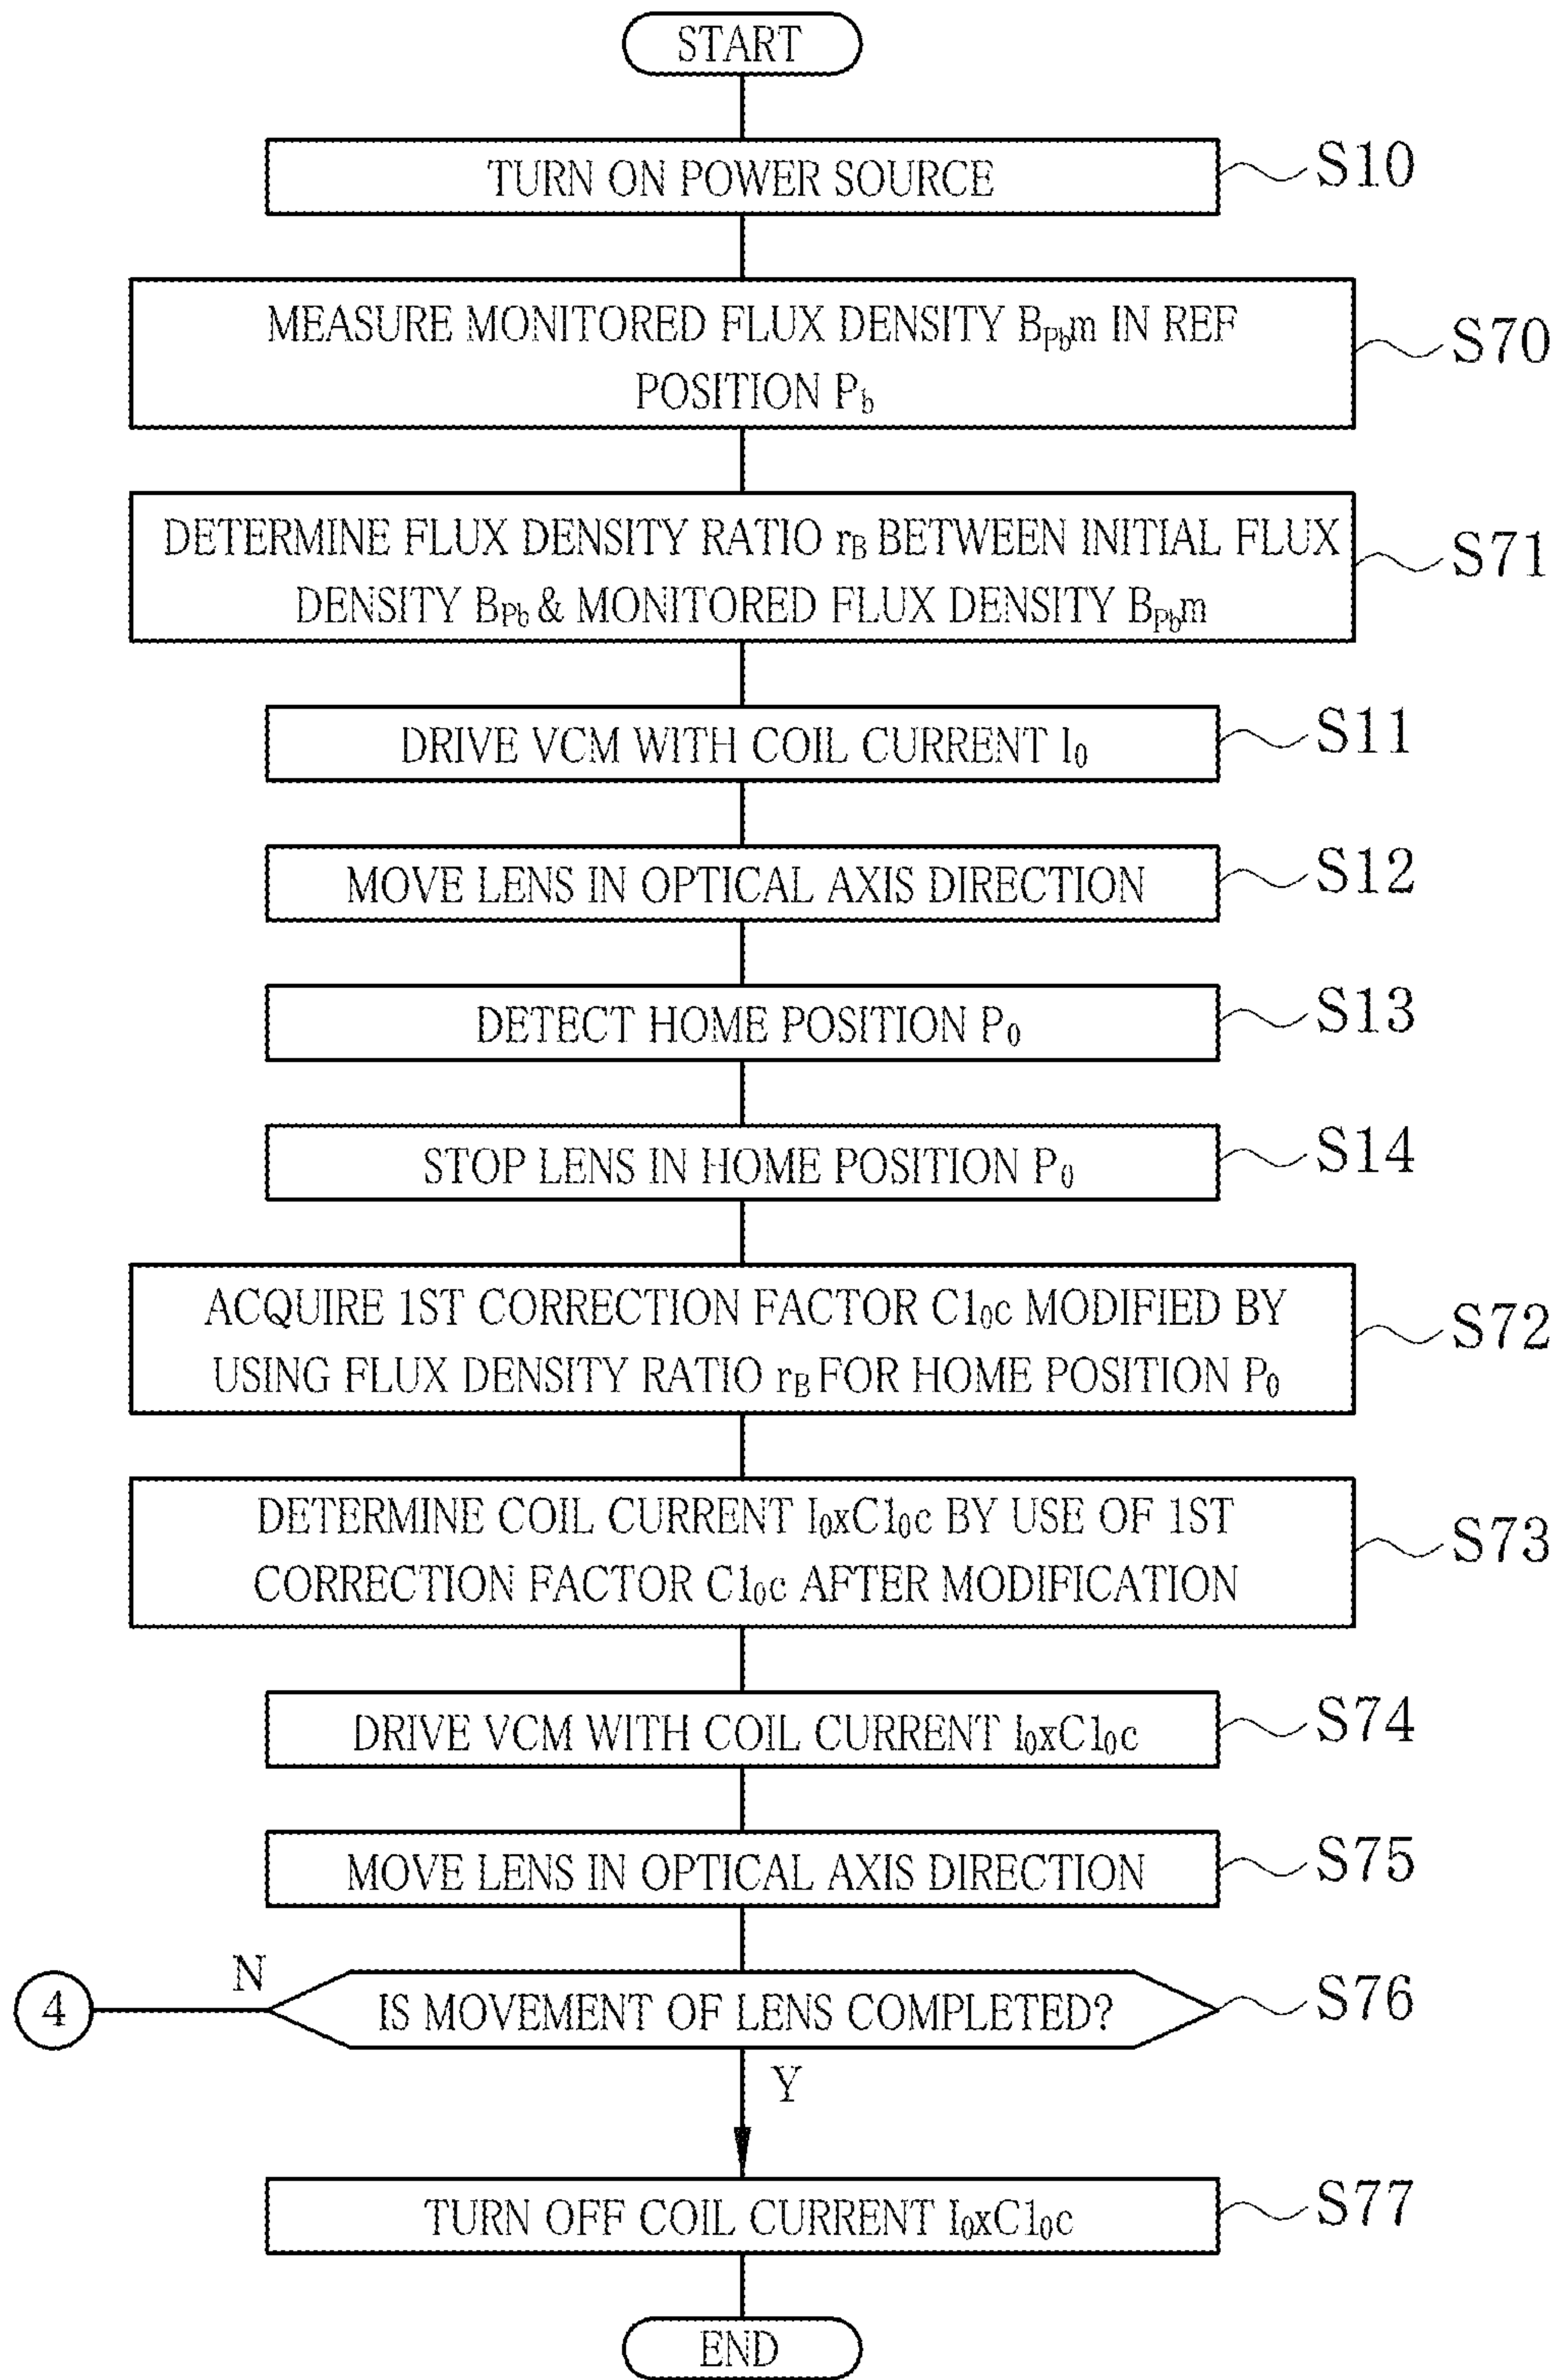 START
TURN ON POWER SOURCE
S10
MEASURE MONITORED FLUX DENSITY BPbm IN REF
POSITION Pb
S70
DETERMINE FLUX DENSITY RATIO rB BETWEEN INITIAL FLUX
DENSITY BPb & MONITORED FLUX DENSITY BPbm
S71
DRIVE VCM WITH COIL CURRENT I0
S11
MOVE LENS IN OPTICAL AXIS DIRECTION
S12
DETECT HOME POSITION P0
S13
STOP LENS IN HOME POSITION P0
S14
ACQUIRE 1ST CORRECTION FACTOR C10c MODIFIED BY
USING FLUX DENSITY RATIO rB FOR HOME POSITION P0
S72
DETERMINE COIL CURRENT I0xC10c BY USE OF 1ST
CORRECTION FACTOR C10c AFTER MODIFICATION
S73
DRIVE VCM WITH COIL CURRENT I0xC10c
S74
MOVE LENS IN OPTICAL AXIS DIRECTION
S75
4
N
IS MOVEMENT OF LENS COMPLETED?
S76
Y
TURN OFF COIL CURRENT I0xC10c
S77
END